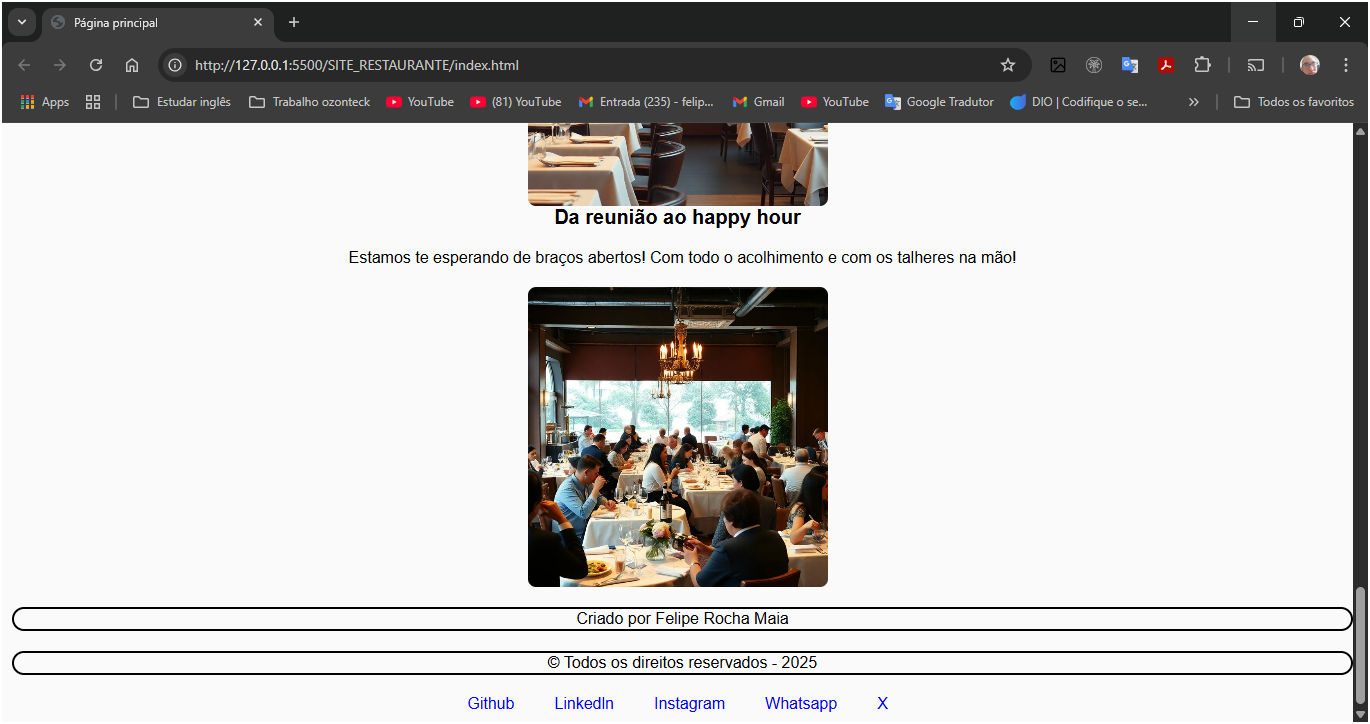 Página principal
http://127.0.0.1:5500/SITE_RESTAURANTE/index.html
Apps Estudar inglês Trabalho ozonteck YouTube (81) YouTube Entrada (235) - felip... Gmail YouTube Google Tradutor DIO | Codifique o se... » Todos os favoritos
Da reunião ao happy hour
Estamos te esperando de braços abertos! Com todo o acolhimento e com os talheres na mão!
Criado por Felipe Rocha Maia
© Todos os direitos reservados - 2025
Github LinkedIn Instagram Whatsapp X